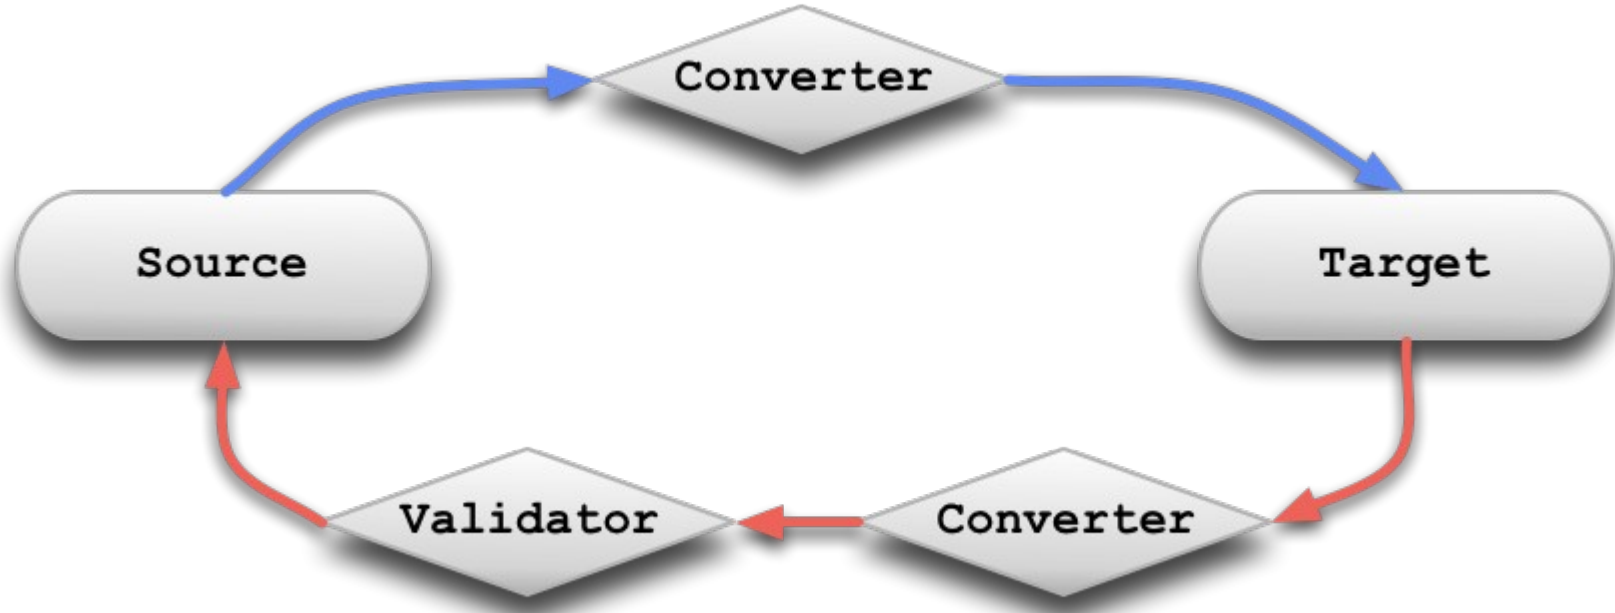 Converter
Source
Target
Validator
Converter